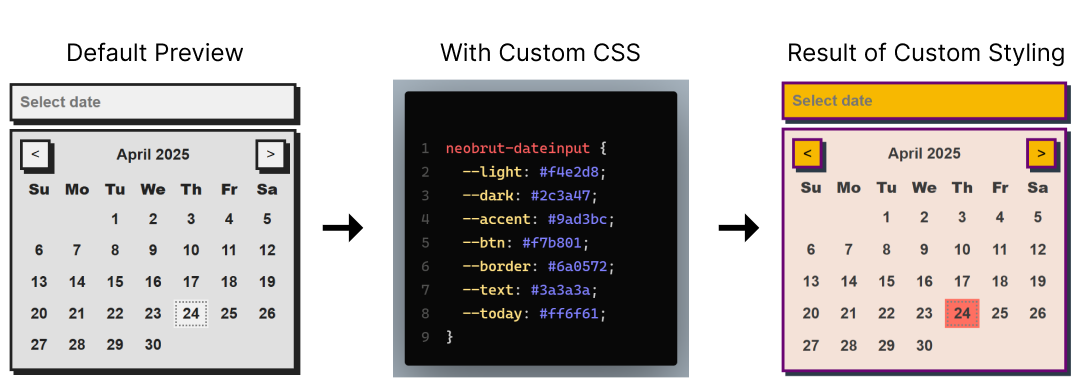 Default Preview
Select date
< April 2025 >
Su Mo Tu We Th Fr Sa
1 2 3 4 5
6 7 8 9 10 11 12
13 14 15 16 17 18 19
20 21 22 23 24 25 26
27 28 29 30
With Custom CSS
1 neobrut-dateinput {
2 --light: #f4e2d8;
3 --dark: #2c3a47;
4 --accent: #9ad3bc;
5 --btn: #f7b801;
6 --border: #6a0572;
7 --text: #3a3a3a;
8 --today: #ff6f61;
9 }
Result of Custom Styling
Select date
< April 2025 >
Su Mo Tu We Th Fr Sa
1 2 3 4 5
6 7 8 9 10 11 12
13 14 15 16 17 18 19
20 21 22 23 24 25 26
27 28 29 30